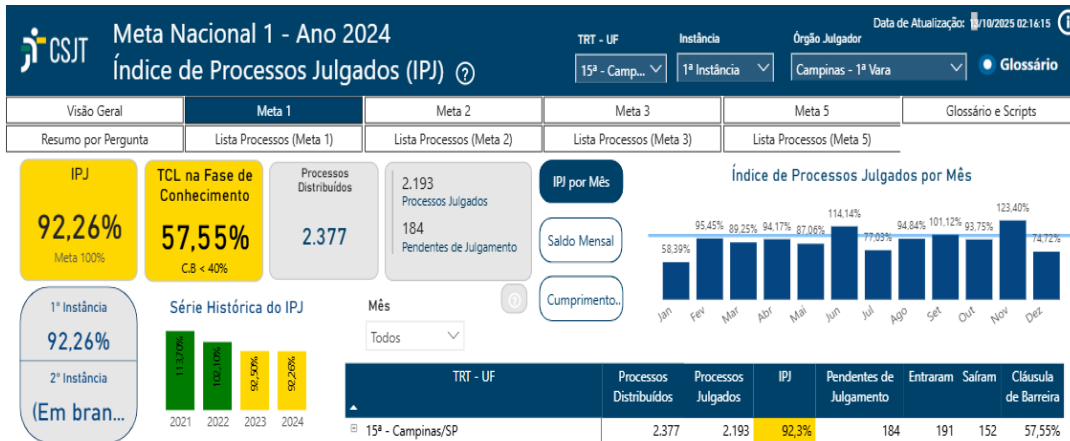 CSJT
Meta Nacional 1 - Ano 2024
Índice de Processos Julgados (IPJ)
Data de Atualização: 13/10/2025 02:16:15
TRT - UF
Instância
Órgão Julgador
15ª - Camp...
1ª Instância
Campinas - 1ª Vara
Glossário
Visão Geral
Meta 1
Meta 2
Meta 3
Meta 5
Glossário e Scripts
Resumo por Pergunta
Lista Processos (Meta 1)
Lista Processos (Meta 2)
Lista Processos (Meta 3)
Lista Processos (Meta 5)
IPJ
92,26%
Meta 100%
TCL na Fase de
Conhecimento
57,55%
C.B < 40%
Processos
Distribuídos
2.377
2.193
Processos Julgados
184
Pendentes de Julgamento
IPJ por Mês
Saldo Mensal
Cumprimento..
Índice de Processos Julgados por Mês
58,39%
95,45%
89,25%
94,17%
87,06%
114,14%
77,03%
94,84%
101,12%
93,75%
123,40%
74,72%
Jan
Fev
Mar
Abr
Mai
Jun
Jul
Ago
Set
Out
Nov
Dez
1ª Instância
92,26%
2ª Instância
(Em bran...
Série Histórica do IPJ
113,70%
102,10%
92,50%
92,26%
2021
2022
2023
2024
Mês
Todos
TRT - UF
Processos Distribuídos
Processos Julgados
IPJ
Pendentes de Julgamento
Entraram
Saíram
Cláusula de Barreira
15ª - Campinas/SP
2.377
2.193
92,3%
184
191
152
57,55%